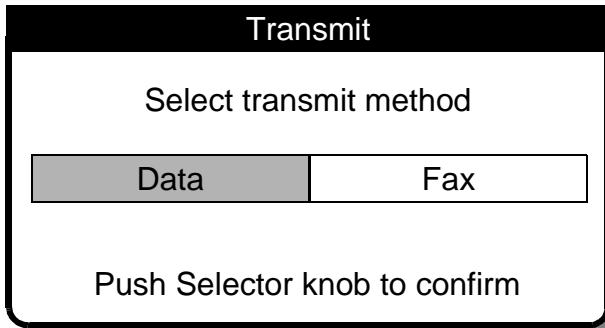 Transmit
Select transmit method
Data Fax
Push Selector knob to confirm